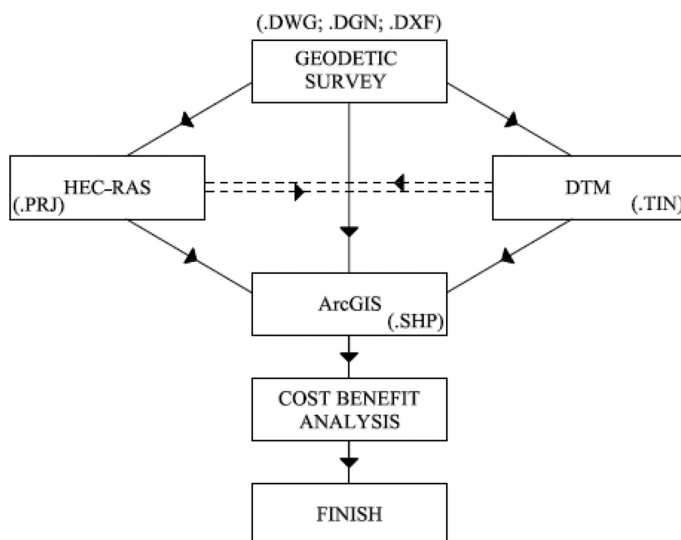 (.DWG; .DGN; .DXF)
GEODETIC
SURVEY
HEC-RAS
(.PRJ)
DTM
(.TIN)
ArcGIS
(.SHP)
COST BENEFIT
ANALYSIS
FINISH